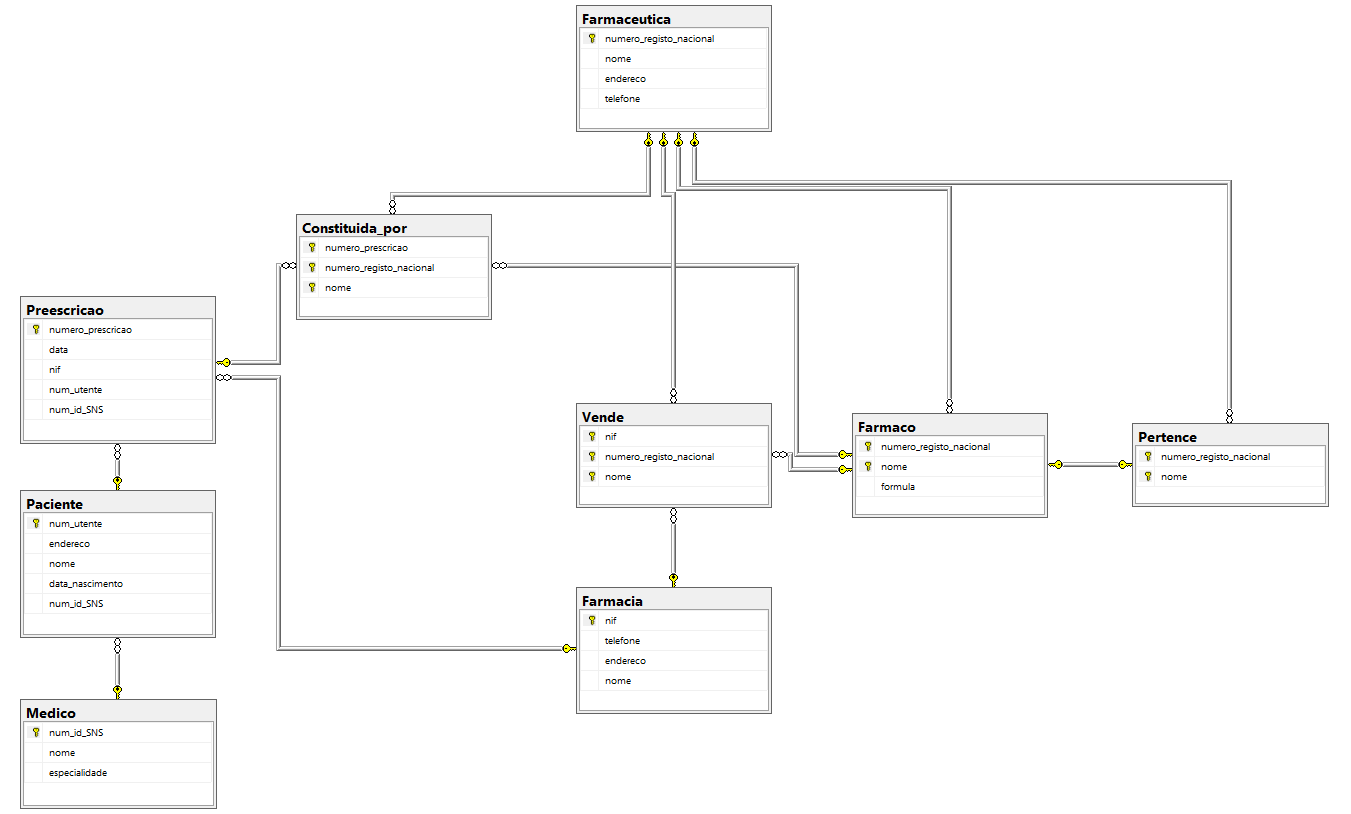 Farmaceutica
numero_registo_nacional
nome
endereco
telefone
Constituida_por
numero_prescricao
numero_registo_nacional
nome
Preescricao
numero_prescricao
data
nif
num_utente
num_id_SNS
Vende
nif
numero_registo_nacional
nome
Farmaco
numero_registo_nacional
nome
formula
Pertence
numero_registo_nacional
nome
Paciente
num_utente
endereco
nome
data_nascimento
num_id_SNS
Farmacia
nif
telefone
endereco
nome
Medico
num_id_SNS
nome
especialidade